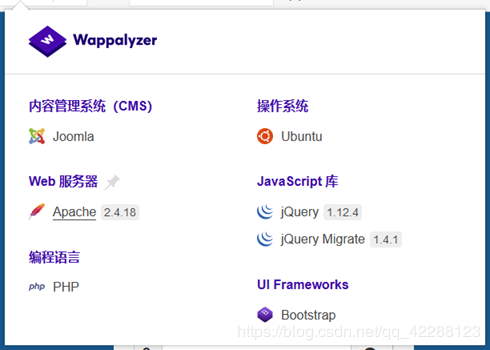 Wappalyzer
内容管理系统（CMS）
Joomla
Web 服务器
Apache 2.4.18
编程语言
php PHP
操作系统
Ubuntu
JavaScript 库
jQuery 1.12.4
jQuery Migrate 1.4.1
UI Frameworks
Bootstrap
https://blog.csdn.net/qq_42288123